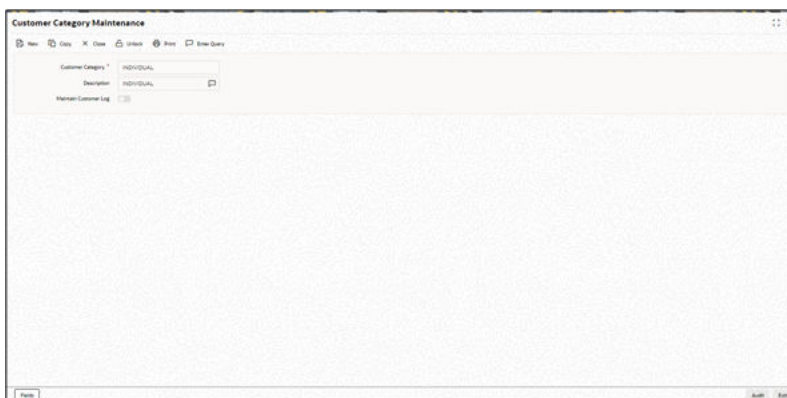 Customer Category Maintenance
New Copy Close Unlock Print Enter Query
Customer Category * INDIVIDUAL
Description INDIVIDUAL
Maintain Customer Log
Fields Audit Exit